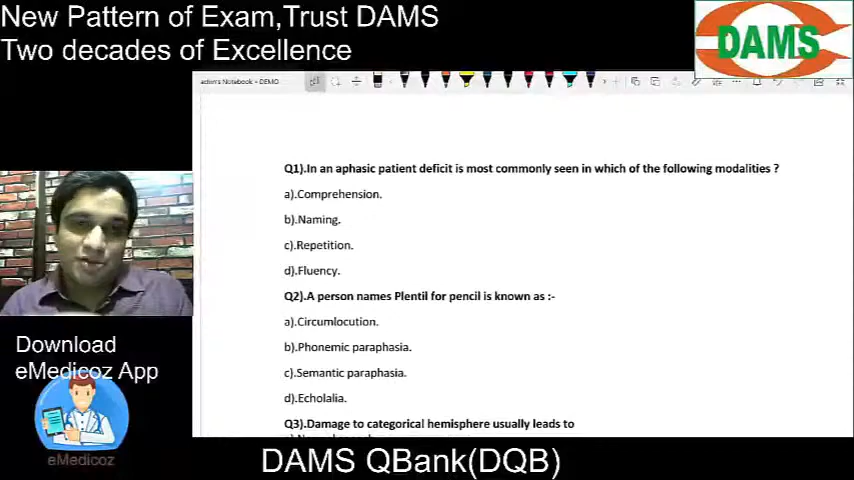 New Pattern of Exam,Trust DAMS
Two decades of Excellence
DAMS
Q1).In an aphasic patient deficit is most commonly seen in which of the following modalities ?
a).Comprehension.
b).Naming.
c).Repetition.
d).Fluency.
Q2).A person names Plentil for pencil is known as :-
a).Circumlocution.
b).Phonemic paraphasia.
c).Semantic paraphasia.
d).Echolalia.
Q3).Damage to categorical hemisphere usually leads to
Download
eMedicoz App
eMedicoz
DAMS QBank(DQB)